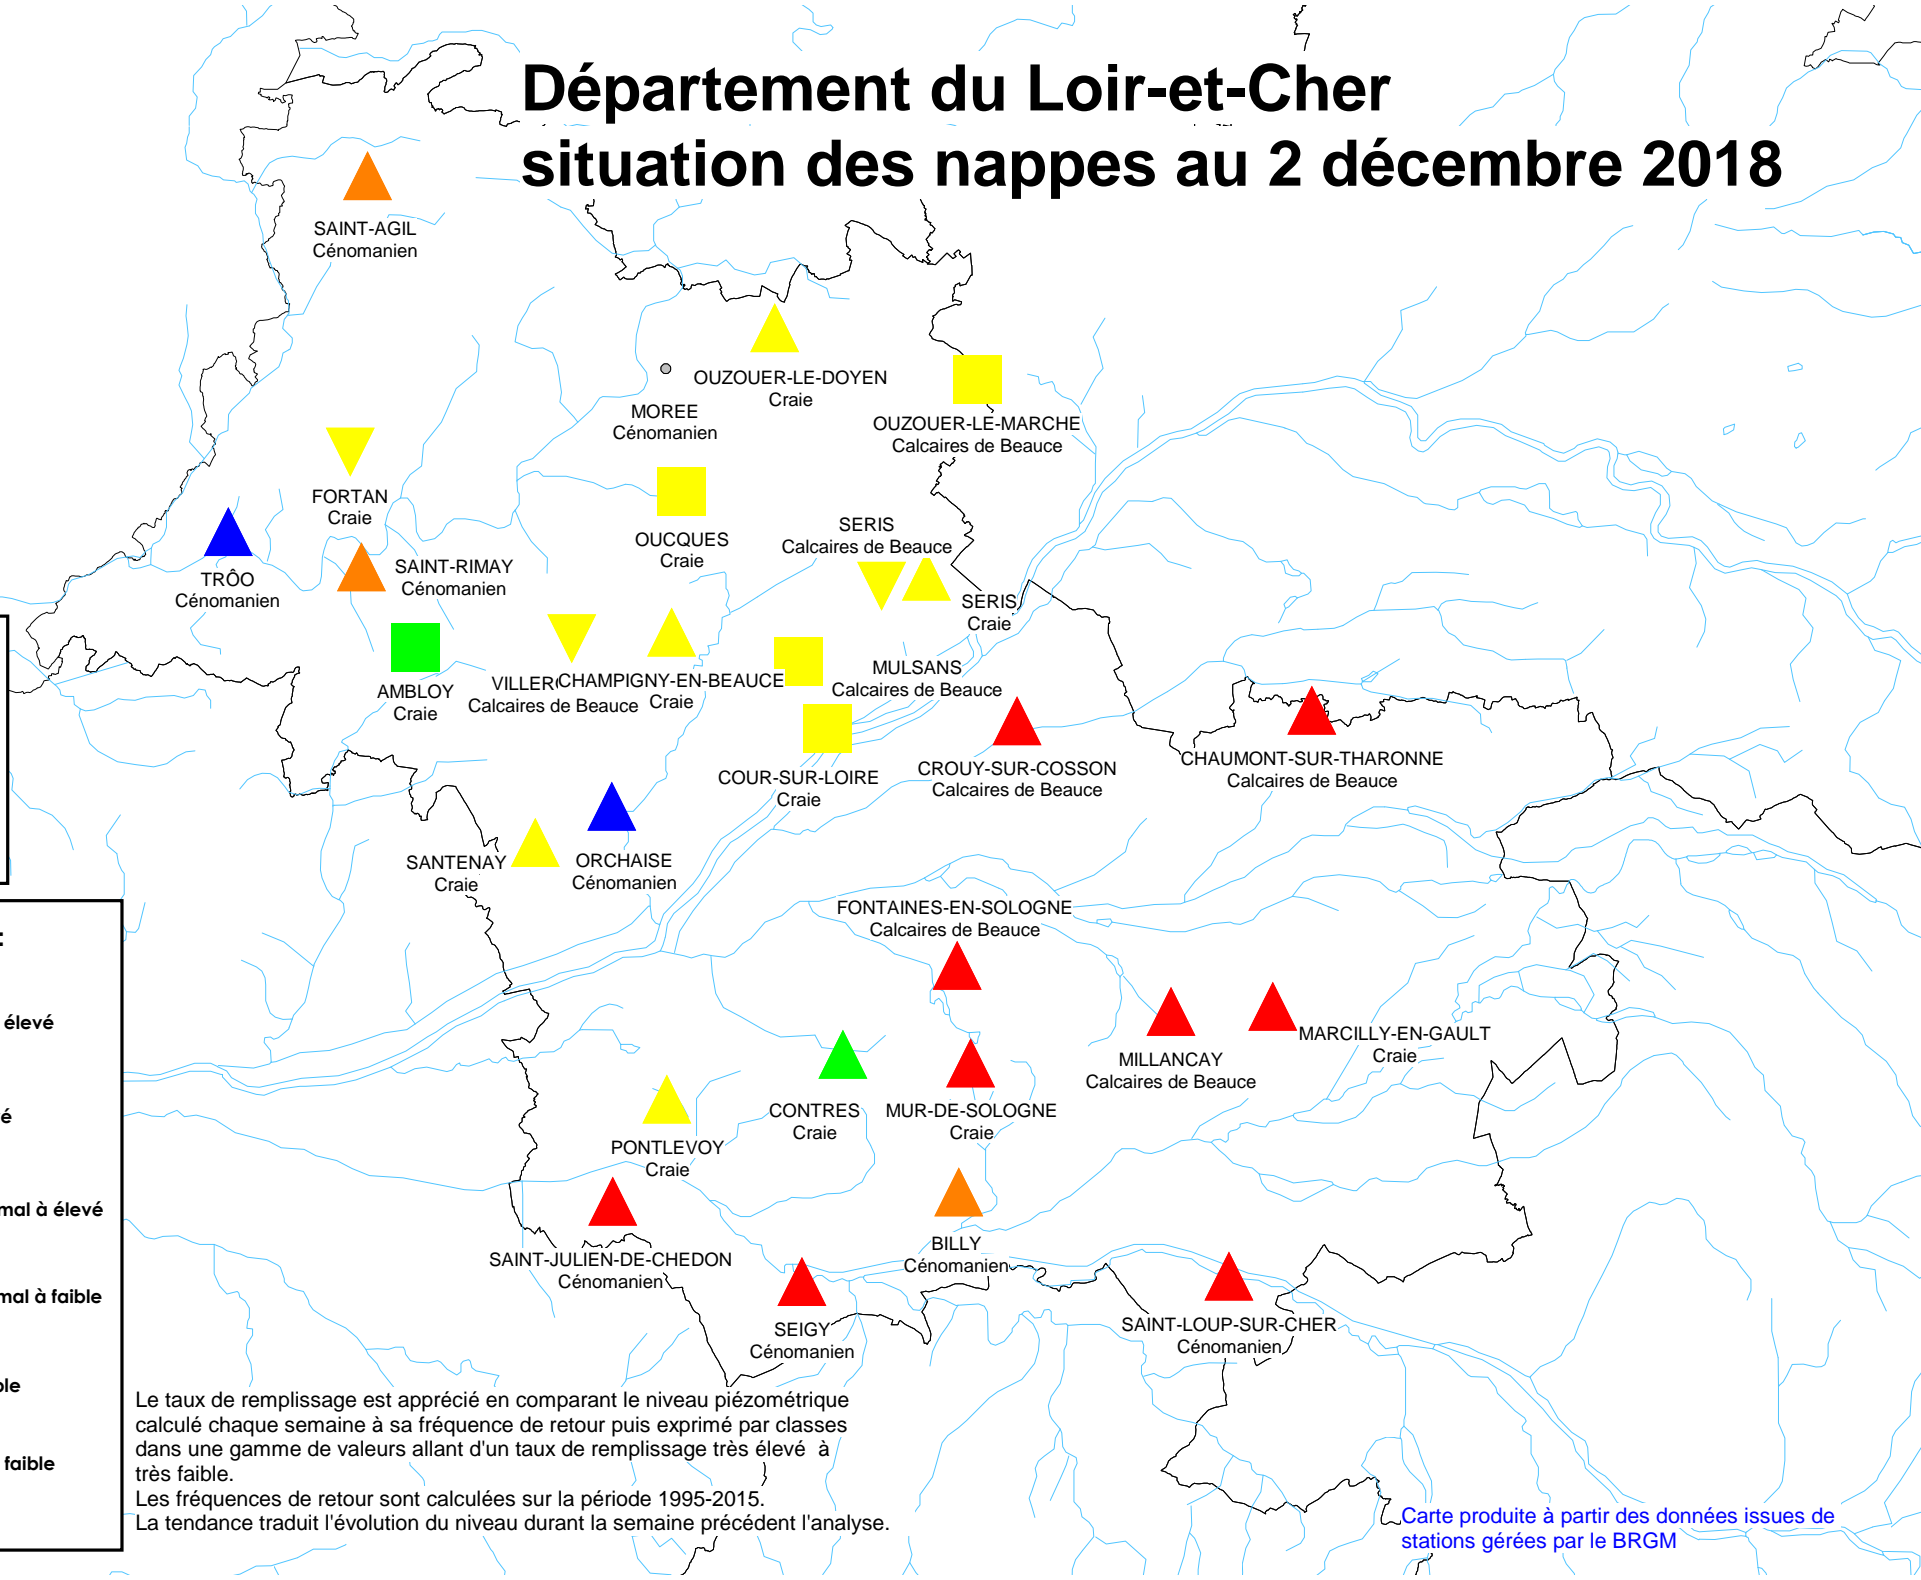 Département du Loir-et-Cher
situation des nappes au 2 décembre 2018
SAINT-AGIL
Cénomanien
OUZOUER-LE-DOYEN
Craie
MOREE
Cénomanien
OUZOUER-LE-MARCHE
Calcaires de Beauce
FORTAN
Craie
OUCQUES
Craie
SERIS
Calcaires de Beauce
TRÔO
Cénomanien
SAINT-RIMAY
Cénomanien
SERIS
Craie
AMBLOY
Craie
Calcaires de Beauce
CHAMPIGNY-EN-BEAUCE
Craie
MULSANS
Calcaires de Beauce
COUR-SUR-LOIRE
Craie
CROUY-SUR-COSSON
Calcaires de Beauce
CHAUMONT-SUR-THARONNE
Calcaires de Beauce
SANTENAY
Craie
ORCHAISE
Cénomanien
FONTAINES-EN-SOLOGNE
Calcaires de Beauce
MILLANCAY
Calcaires de Beauce
MARCILLY-EN-GAULT
Craie
CONTRES
Craie
MUR-DE-SOLOGNE
Craie
PONTLEVOY
Craie
SAINT-JULIEN-DE-CHEDON
Cénomanien
BILLY
Cénomanien
SEIGY
Cénomanien
SAINT-LOUP-SUR-CHER
Cénomanien
:
élevé
à élevé
à faible
faible
Le taux de remplissage est apprécié en comparant le niveau piézométrique
calculé chaque semaine à sa fréquence de retour puis exprimé par classes
dans une gamme de valeurs allant d'un taux de remplissage très élevé à
très faible.
Les fréquences de retour sont calculées sur la période 1995-2015.
La tendance traduit l'évolution du niveau durant la semaine précédent l'analyse.
Carte produite à partir des données issues de
stations gérées par le BRGM